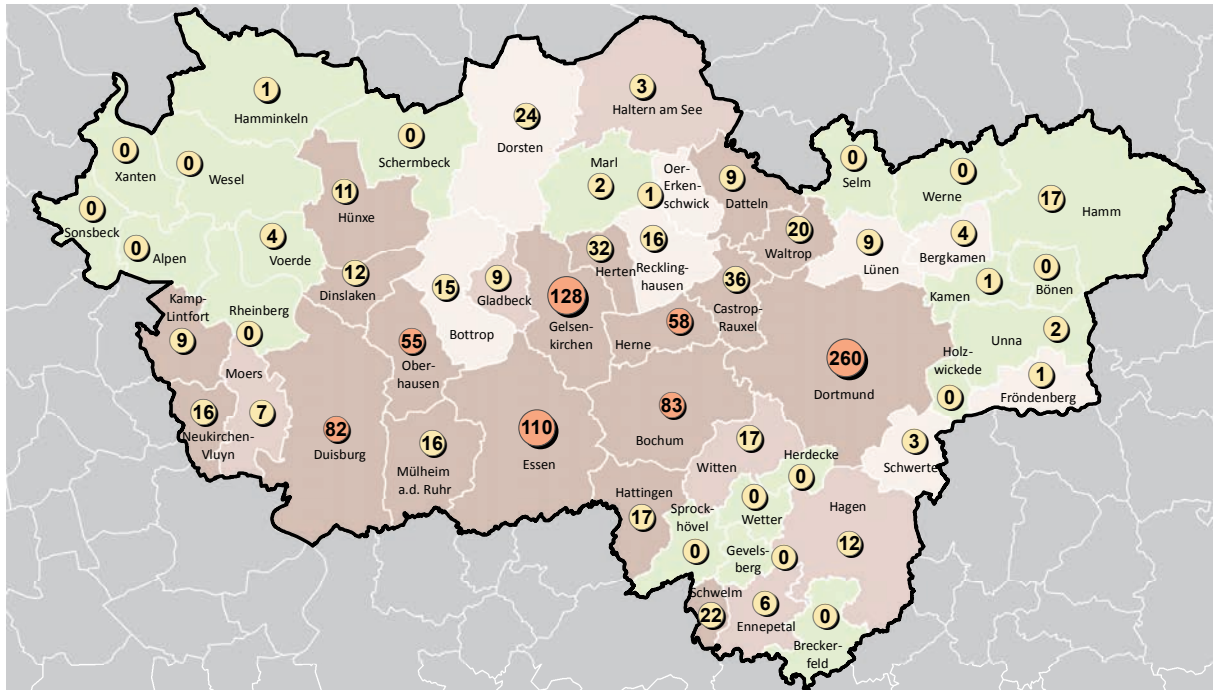 1
Hamminkeln
0
Schermbeck
24
Dorsten
3
Haltern am See
0
Xanten
0
Wesel
11
Hünxe
Marl
2
Oer-
Erken-
schwick
1
9
Datteln
0
Selm
0
Werne
17
Hamm
0
Sonsbeck
0
Alpen
4
Voerde
12
Dinslaken
15
Bottrop
9
Gladbeck
32
Herten
16
Reckling-
hausen
20
Waltrop
9
Lünen
4
Bergkamen
1
Kamen
0
Bönen
Kamp-
Lintfort
9
Rheinberg
0
128
Gelsen-
kirchen
58
Herne
36
Castrop-
Rauxel
2
Unna
Holz-
wickede
0
1
Fröndenberg
Moers
7
55
Ober-
hausen
260
Dortmund
16
Neukirchen-
Vluyn
82
Duisburg
16
Mülheim
a.d. Ruhr
110
Essen
83
Bochum
17
Witten
Herdecke
0
3
Schwerte
Hattingen
17
Sprock-
hövel
0
0
Wetter
Hagen
12
Gevels-
berg
0
Schwelm
22
6
Ennepetal
0
Brecker-
feld